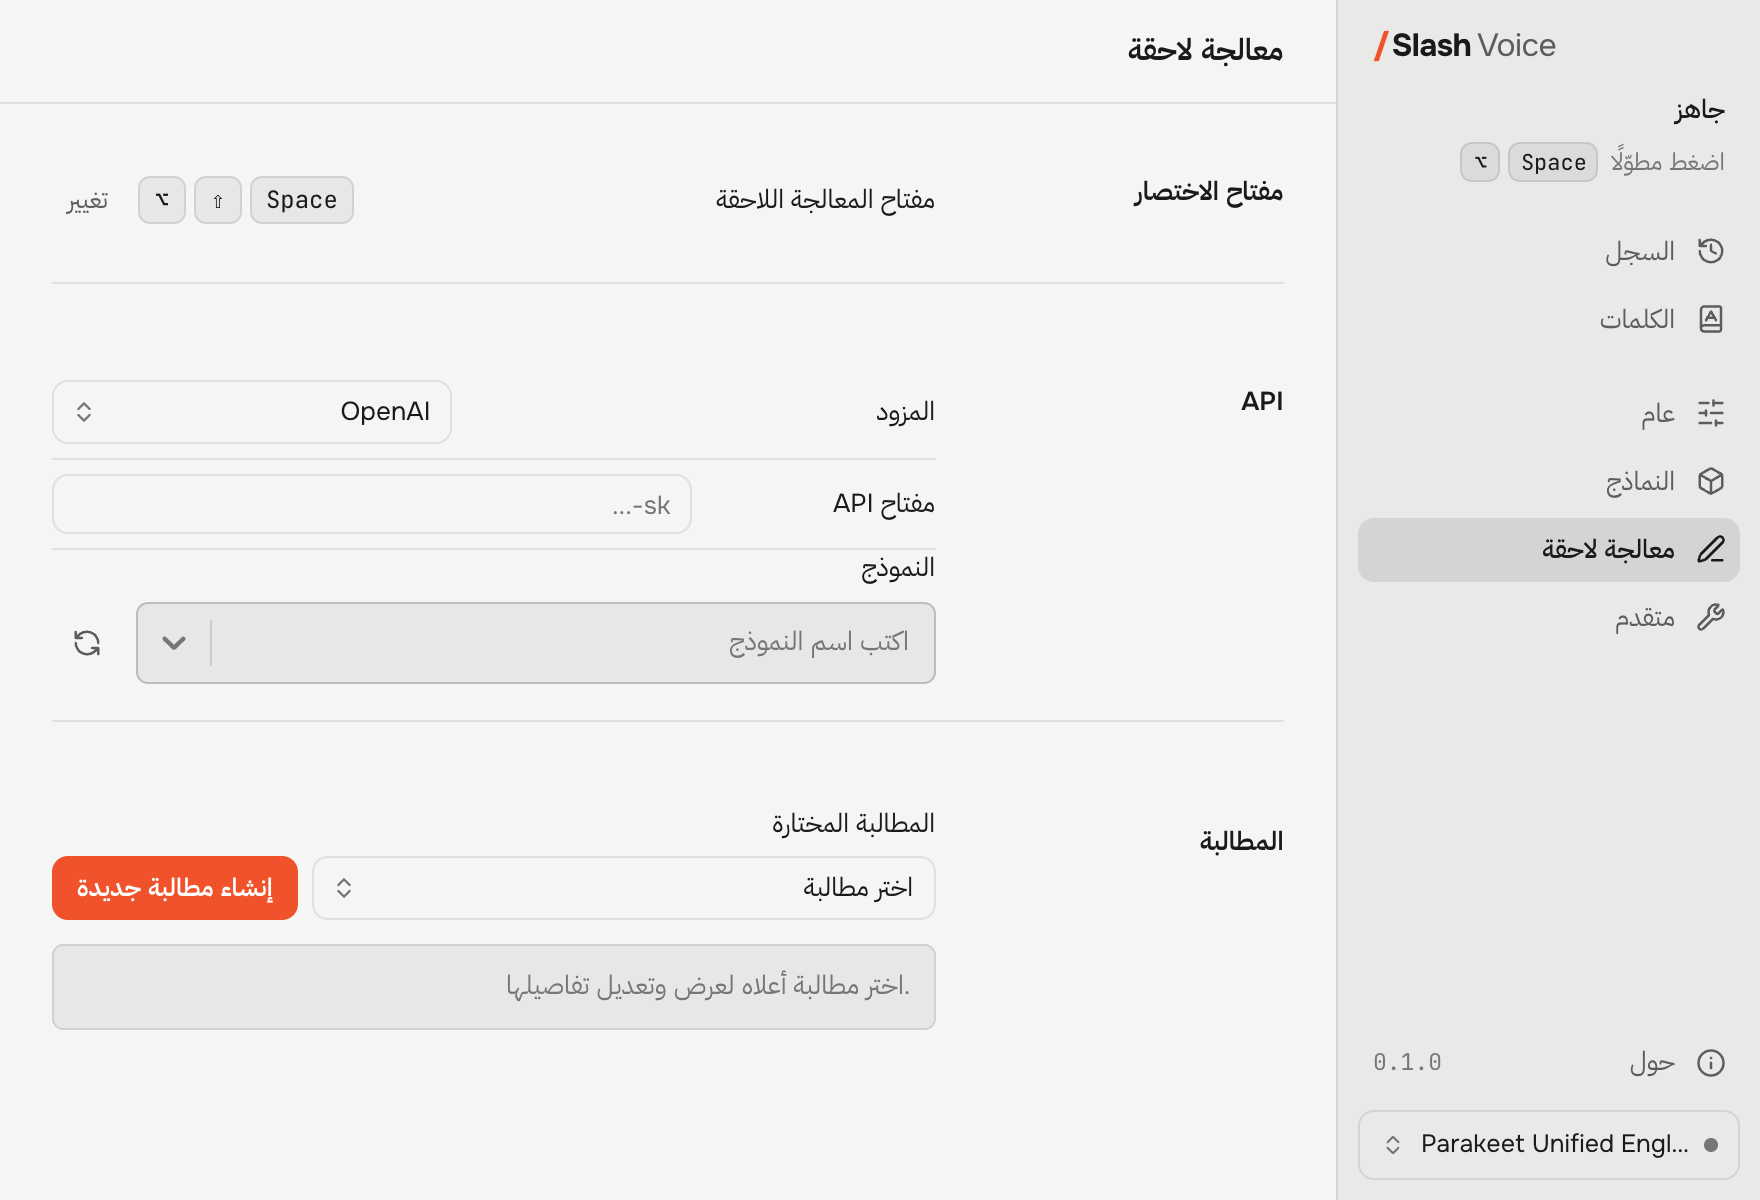 /Slash Voice
جاهز
اضغط مطوّلًا Space ⌥
السجل
الكلمات
عام
النماذج
معالجة لاحقة
متقدم
حول 0.1.0
Parakeet Unified Engl...
معالجة لاحقة
مفتاح الاختصار
مفتاح المعالجة اللاحقة
Space ⇧ ⌥
تغيير
API
المزود
OpenAI
مفتاح API
...-sk
النموذج
اكتب اسم النموذج
المطالبة
المطالبة المختارة
اختر مطالبة
إنشاء مطالبة جديدة
.اختر مطالبة أعلاه لعرض وتعديل تفاصيلها